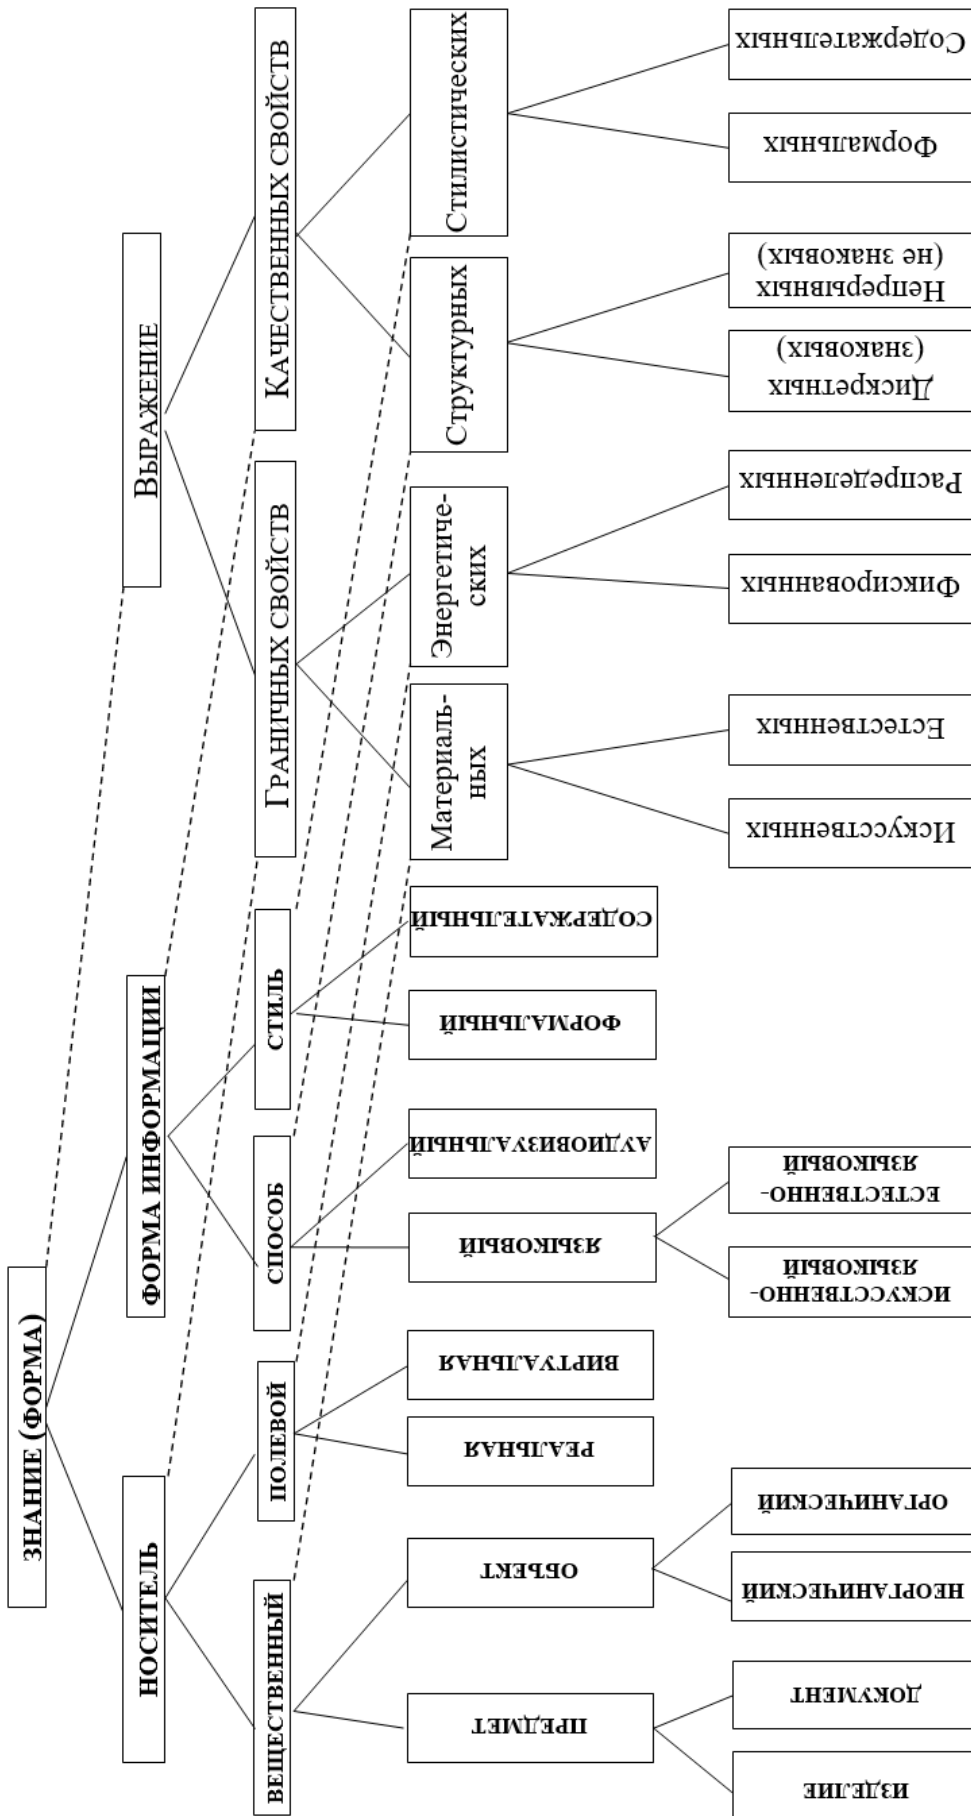 ЗНАНИЕ (ФОРМА)
ВЫРАЖЕНИЕ
НОСИТЕЛЬ
ФОРМА ИНФОРМАЦИИ
ГРАНИЧНЫХ СВОЙСТВ
КАЧЕСТВЕННЫХ СВОЙСТВ
ВЕЩЕСТВЕННЫЙ
ПОЛЕВОЙ
СПОСОБ
СТИЛЬ
Материаль-
ных
Энергетиче-
ских
Структурных
Стилистических
ПРЕДМЕТ
ОБЪЕКТ
РЕАЛЬНАЯ
ВИРТУАЛЬНАЯ
ЯЗЫКОВЫЙ
АУДИОВИЗУАЛЬНЫЙ
ФОРМАЛЬНЫЙ
СОДЕРЖАТЕЛЬНЫЙ
ИЗДЕЛИЕ
ДОКУМЕНТ
НЕОРГАНИЧЕСКИЙ
ОРГАНИЧЕСКИЙ
ИСКУССТВЕННО-
ЯЗЫКОВЫЙ
ЕСТЕСТВЕННО-
ЯЗЫКОВЫЙ
Искусственных
Естественных
Фиксированных
Распределенных
Дискретных
(знаковых)
Непрерывных
(не знаковых)
Формальных
Содержательных